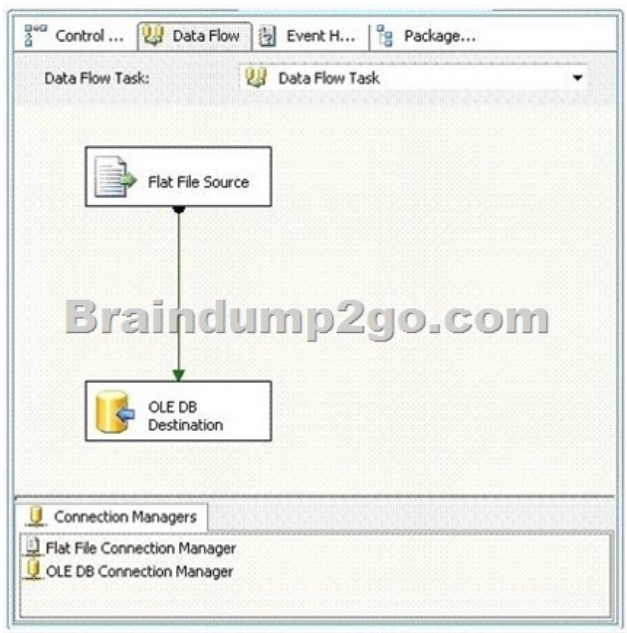 Control ... Data Flow Event H... Package...
Data Flow Task: Data Flow Task
Flat File Source
Braindump2go.com
OLE DB
Destination
Connection Managers
Flat File Connection Manager
OLE DB Connection Manager